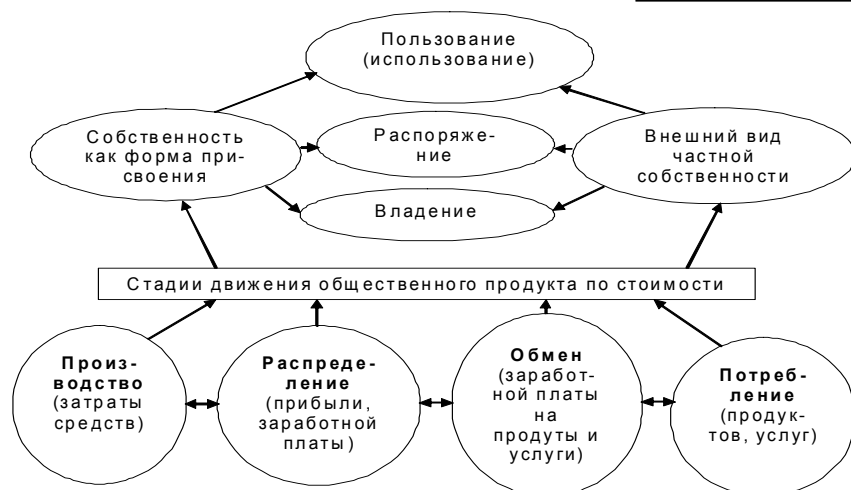 Пользование
(использование)
Собственность
как форма при-
своения
Распоряже-
ние
Внешний вид
частной
собственности
Владение
Стадии движения общественного продукта по стоимости
Произ-
водство
(затраты
средств)
Распреде-
ление
(прибыли,
заработной
платы)
Обмен
(заработ-
ной платы
на
продуты и
услуги)
Потреб-
ление
(продук-
тов, услуг)